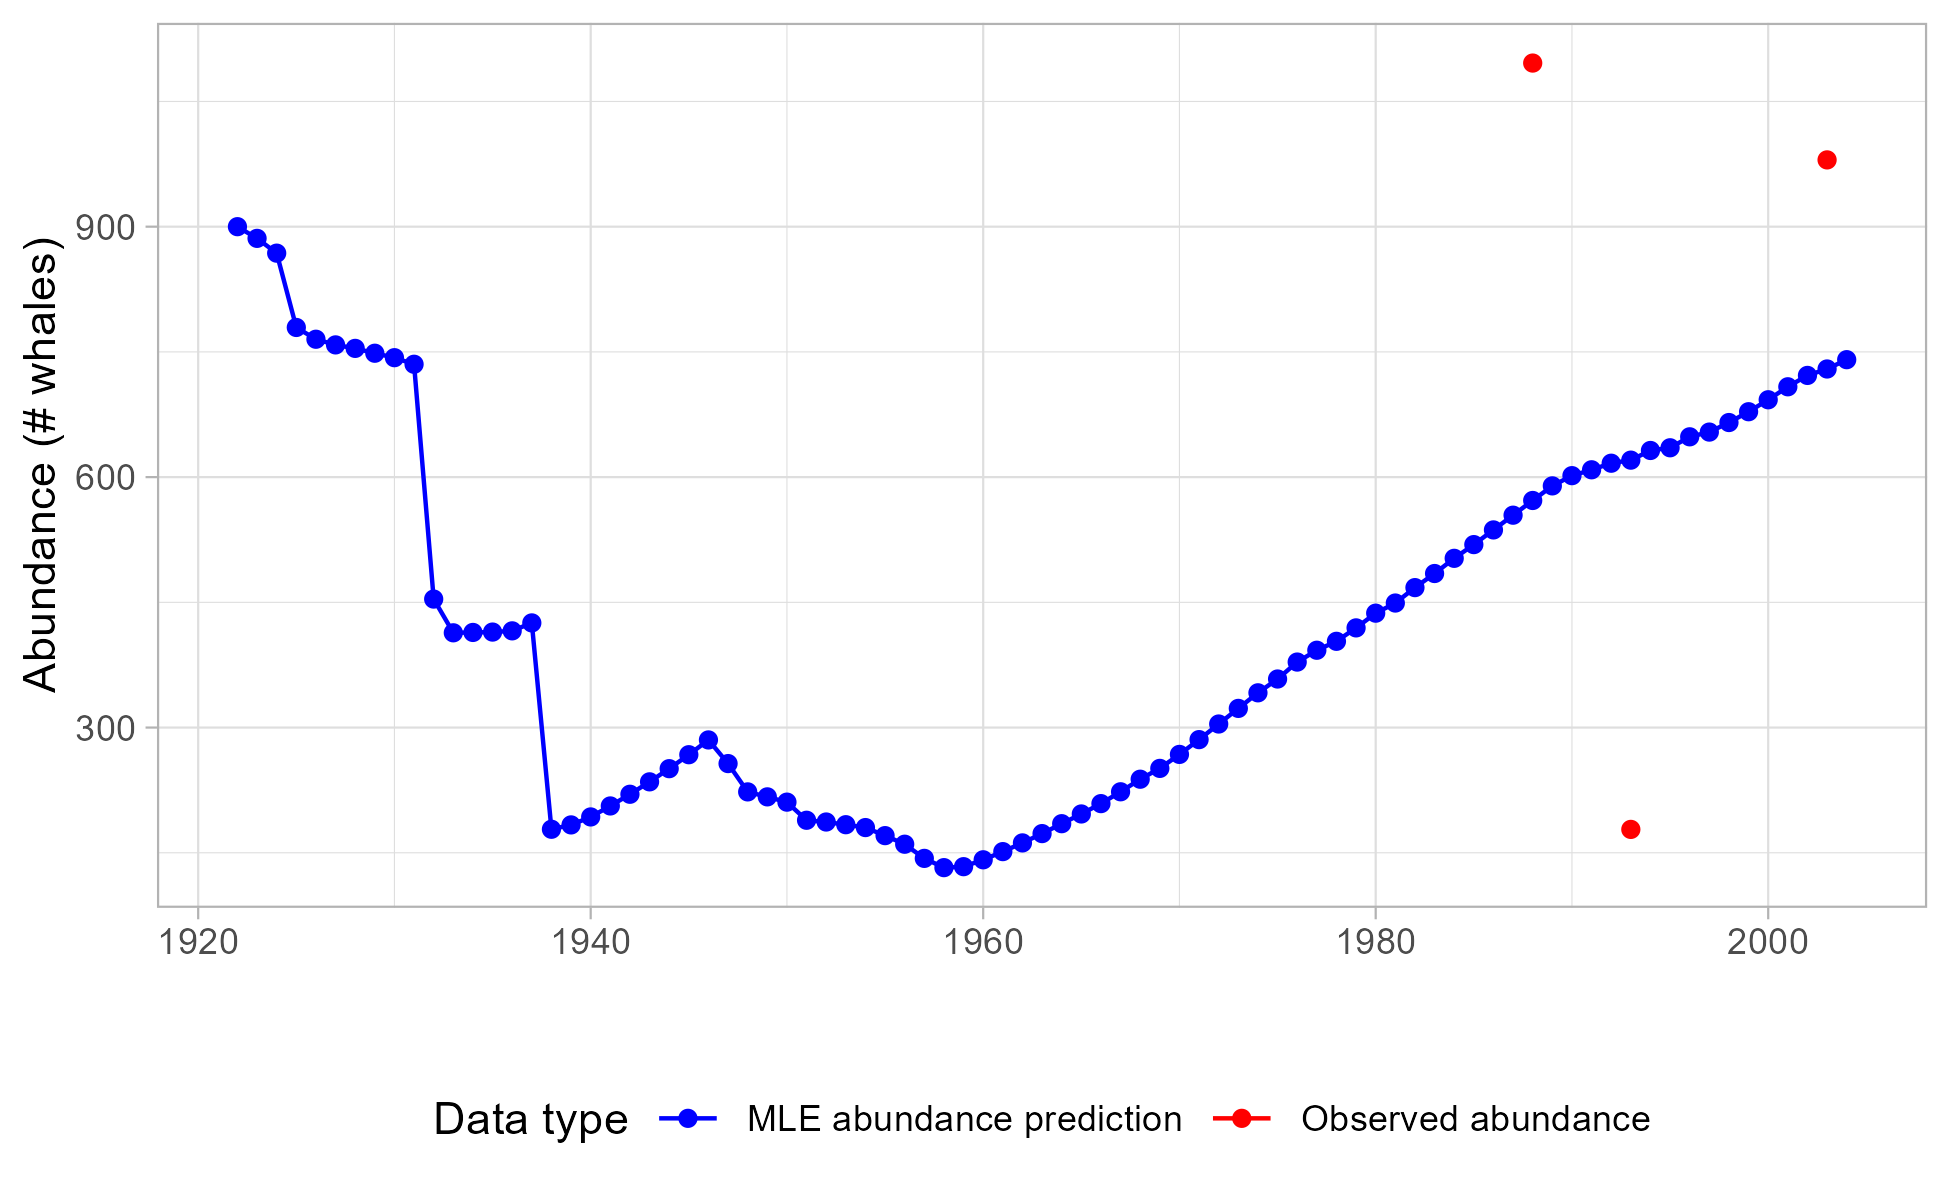 Abundance (# whales)
900
600
300
1920 1940 1960 1980 2000
Data type MLE abundance prediction Observed abundance